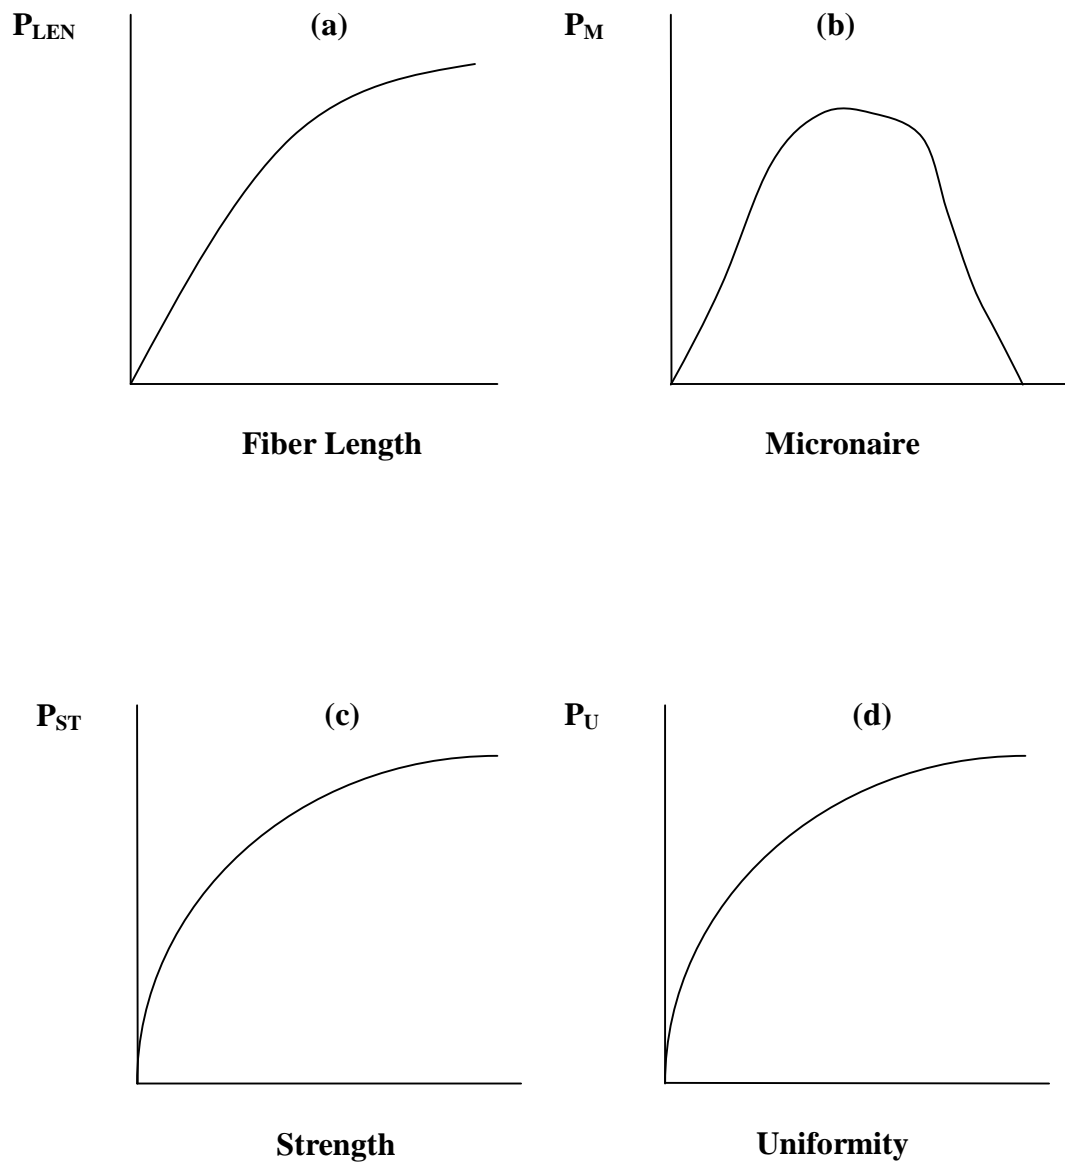 P_LEN
(a)
P_M
(b)
Fiber Length
Micronaire
P_ST
(c)
P_U
(d)
Strength
Uniformity